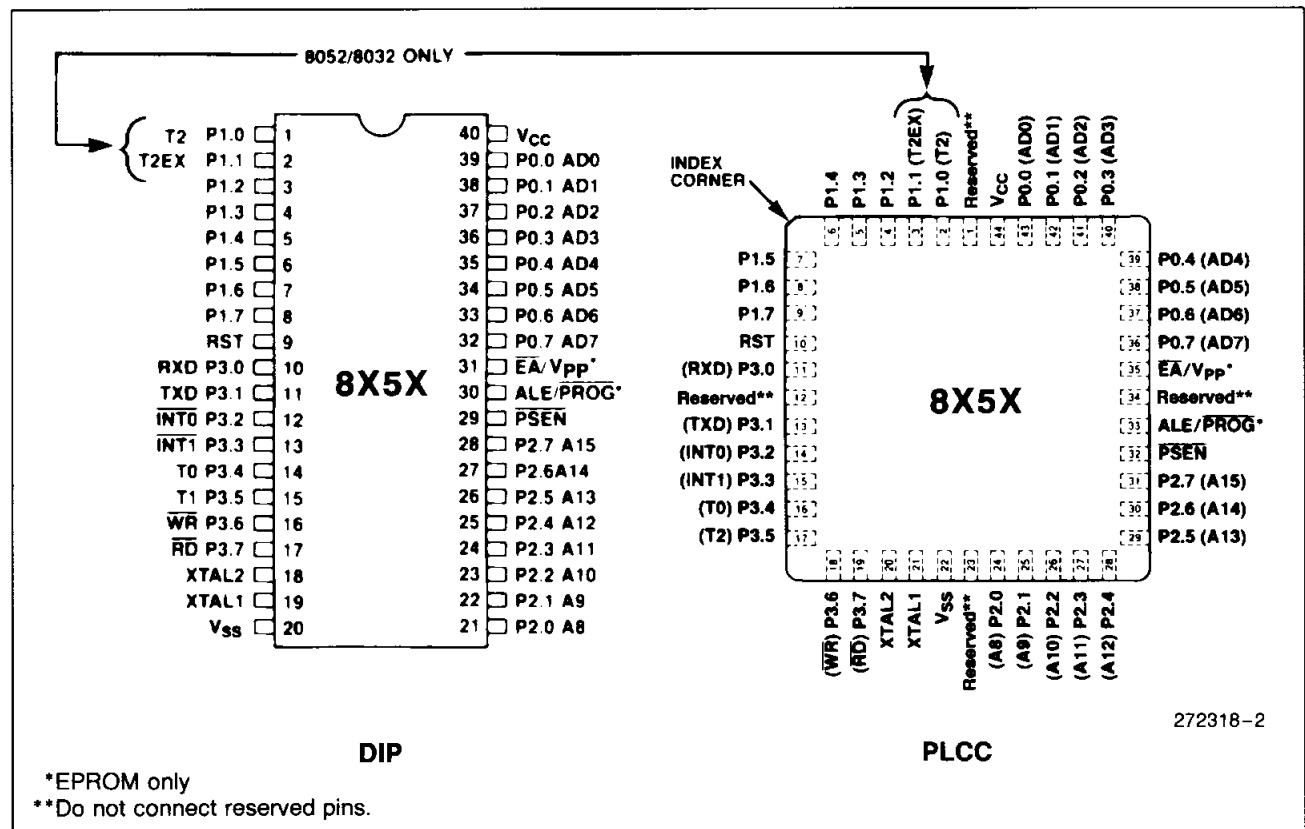 8052/8032 ONLY
T2 P1.0 1
T2EX P1.1 2
P1.2 3
P1.3 4
P1.4 5
P1.5 6
P1.6 7
P1.7 8
RST 9
RXD P3.0 10
TXD P3.1 11
INT0 P3.2 12
INT1 P3.3 13
T0 P3.4 14
T1 P3.5 15
WR P3.6 16
RD P3.7 17
XTAL2 18
XTAL1 19
VSS 20
8X5X
40 VCC
39 P0.0 AD0
38 P0.1 AD1
37 P0.2 AD2
36 P0.3 AD3
35 P0.4 AD4
34 P0.5 AD5
33 P0.6 AD6
32 P0.7 AD7
31 EA/VPP*
30 ALE/PROG*
29 PSEN
28 P2.7 A15
27 P2.6A14
26 P2.5 A13
25 P2.4 A12
24 P2.3 A11
23 P2.2 A10
22 P2.1 A9
21 P2.0 A8
DIP
INDEX
CORNER
P1.4 6
P1.3 5
P1.2 4
P1.1 (T2EX) 3
P1.0 (T2) 2
Reserved** 1
VCC 44
P0.0 (AD0) 43
P0.1 (AD1) 42
P0.2 (AD2) 41
P0.3 (AD3) 40
P1.5 7
P1.6 8
P1.7 9
RST 10
(RXD) P3.0 11
Reserved** 12
(TXD) P3.1 13
(INT0) P3.2 14
(INT1) P3.3 15
(T0) P3.4 16
(T2) P3.5 17
8X5X
39 P0.4 (AD4)
38 P0.5 (AD5)
37 P0.6 (AD6)
36 P0.7 (AD7)
35 EA/VPP*
34 Reserved**
33 ALE/PROG*
32 PSEN
31 P2.7 (A15)
30 P2.6 (A14)
29 P2.5 (A13)
18 (WR) P3.6
19 (RD) P3.7
20 XTAL2
21 XTAL1
22 VSS
23 Reserved**
24 (A8) P2.0
25 (A9) P2.1
26 (A10) P2.2
27 (A11) P2.3
28 (A12) P2.4
272318-2
PLCC
*EPROM only
**Do not connect reserved pins.